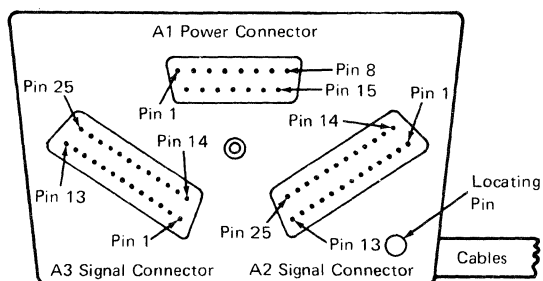 A1 Power Connector
Pin 8
Pin 25
Pin 15
Pin 1
Pin 1
Pin 14
Pin 14
Pin 13
Locating
Pin
Pin 1
Pin 25
Pin 13
Cables
A3 Signal Connector
A2 Signal Connector